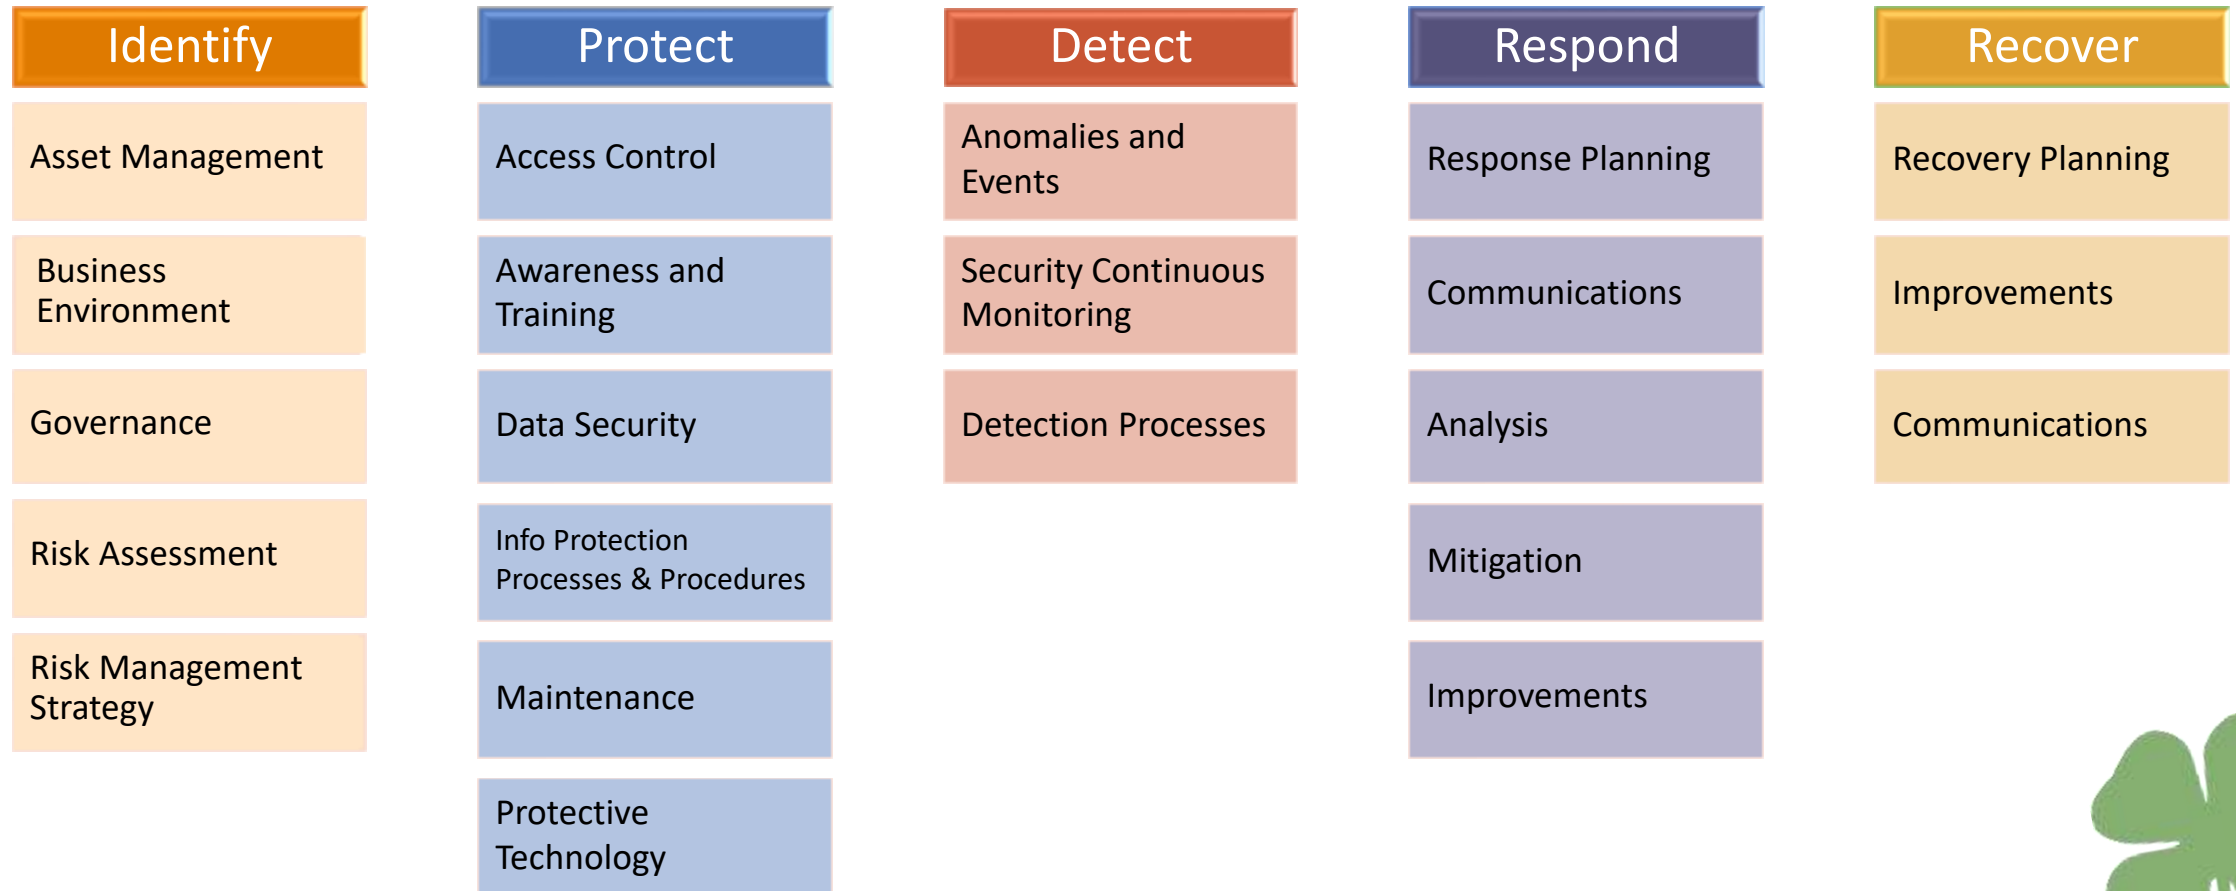 Identify
Asset Management
Business
Environment
Governance
Risk Assessment
Risk Management
Strategy
Protect
Access Control
Awareness and
Training
Data Security
Info Protection
Processes & Procedures
Maintenance
Protective
Technology
Detect
Anomalies and
Events
Security Continuous
Monitoring
Detection Processes
Respond
Response Planning
Communications
Analysis
Mitigation
Improvements
Recover
Recovery Planning
Improvements
Communications